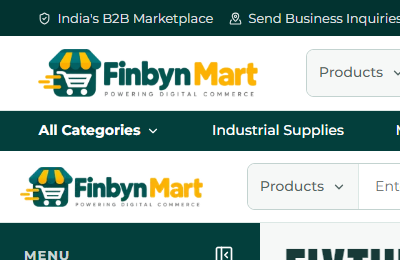 India's B2B Marketplace Send Business Inquiries
Finbyn Mart Products
POWERING DIGITAL COMMERCE
All Categories Industrial Supplies
Finbyn Mart Products Ent
POWERING DIGITAL COMMERCE
MENU